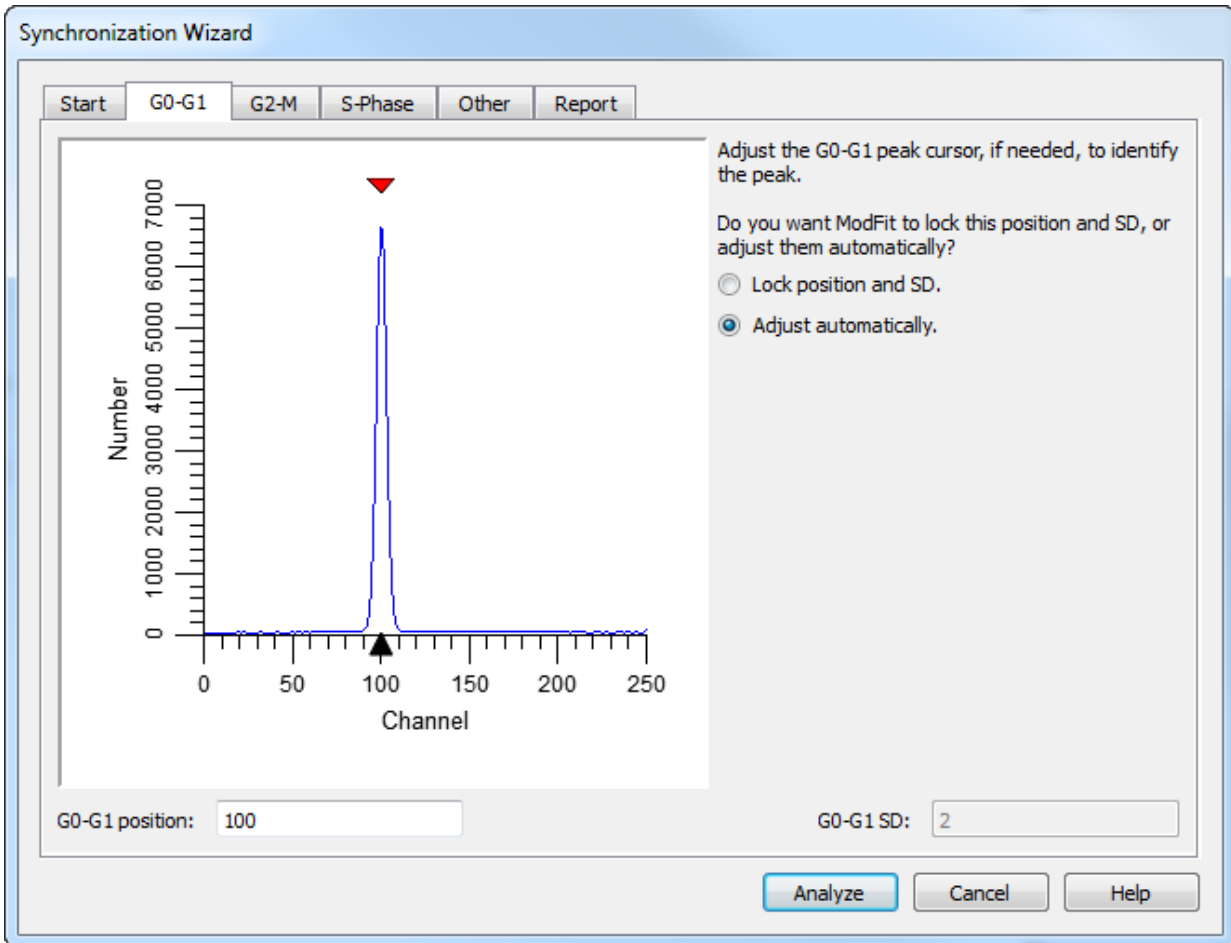 Synchronization Wizard
Start G0-G1 G2-M S-Phase Other Report
Adjust the G0-G1 peak cursor, if needed, to identify
the peak.
Do you want ModFit to lock this position and SD, or
adjust them automatically?
Lock position and SD.
Adjust automatically.
Number
7000
6000
5000
4000
3000
2000
1000
0
0 50 100 150 200 250
Channel
G0-G1 position: 100
G0-G1 SD: 2
Analyze Cancel Help